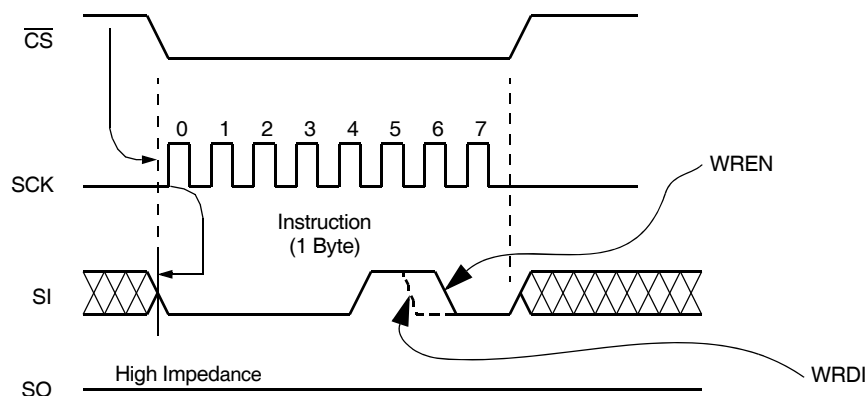 CS
0 1 2 3 4 5 6 7
WREN
SCK
Instruction
(1 Byte)
SI
WRDI
High Impedance
SO